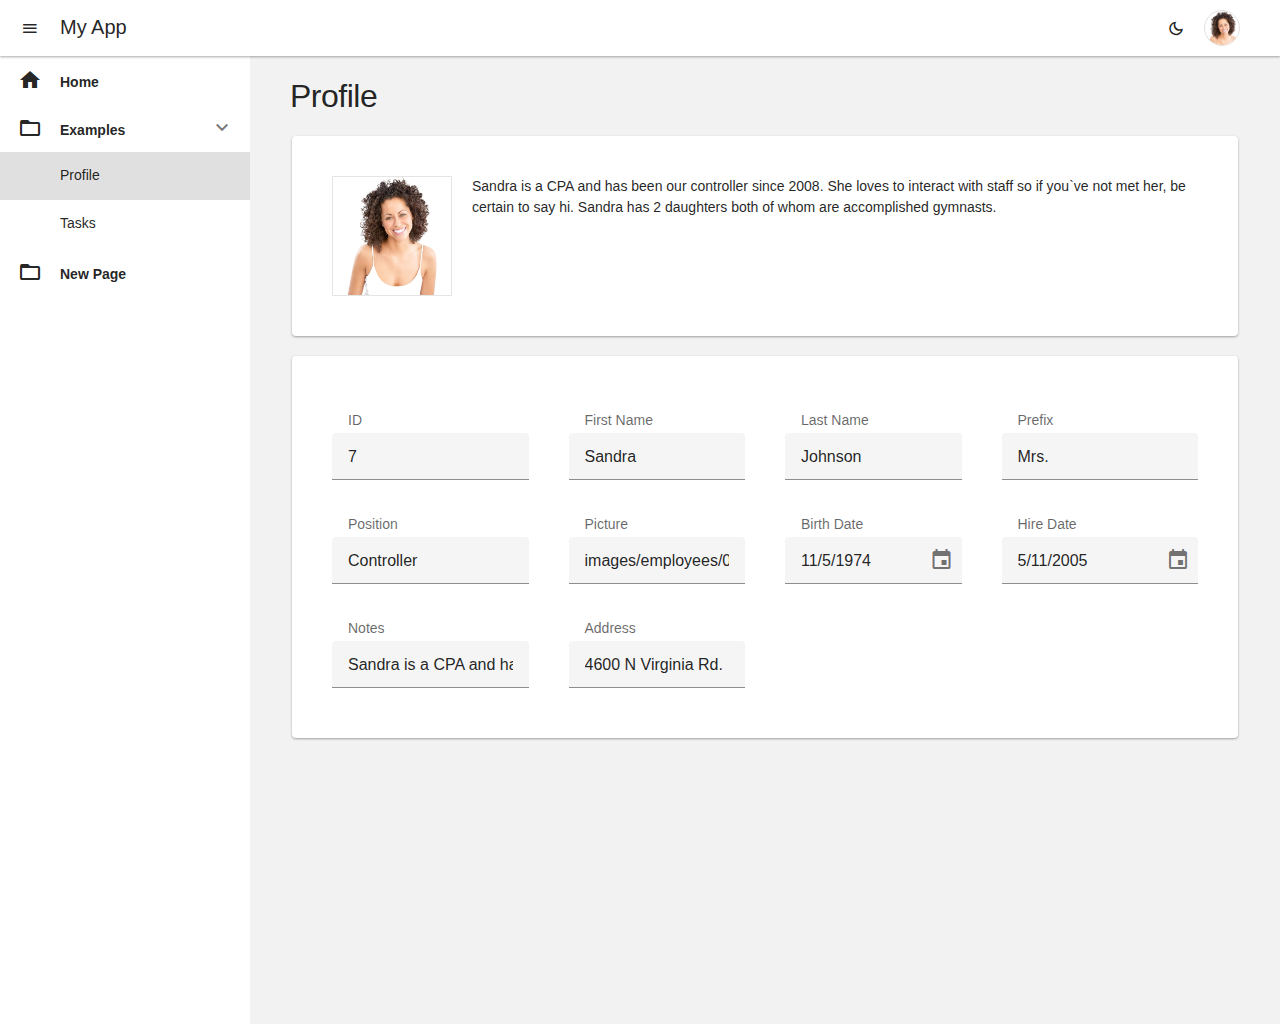 My App
Home
Examples
Profile
Tasks
New Page
Profile
Sandra is a CPA and has been our controller since 2008. She loves to interact with staff so if you`ve not met her, be
certain to say hi. Sandra has 2 daughters both of whom are accomplished gymnasts.
ID First Name Last Name Prefix
7 Sandra Johnson Mrs.
Position Picture Birth Date Hire Date
Controller images/employees/0 11/5/1974 5/11/2005
Notes Address
Sandra is a CPA and ha 4600 N Virginia Rd.